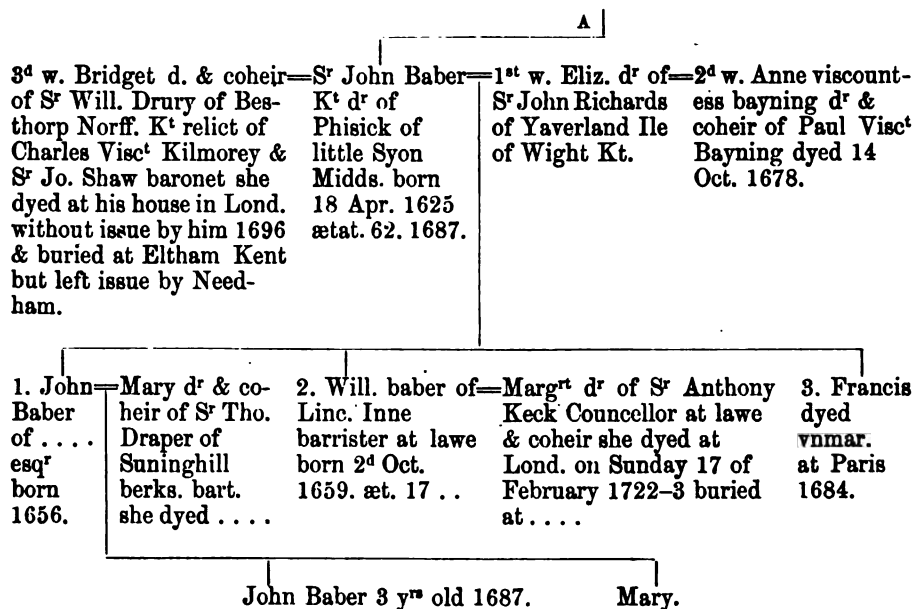 A
3ᵈ w. Bridget d. & coheir
of Sʳ Will. Drury of Bes-
thorp Norff. Kᵗ relict of
Charles Viscᵗ Kilmorey &
Sʳ Jo. Shaw baronet she
dyed at his house in Lond.
without issue by him 1696
& buried at Eltham Kent
but left issue by Need-
ham.
=Sʳ John Baber=
Kᵗ dʳ of
Phisick of
little Syon
Midds. born
18 Apr. 1625
ætat. 62. 1687.
1ˢᵗ w. Eliz. dʳ of=
Sʳ John Richards
of Yaverland Ile
of Wight Kt.
2ᵈ w. Anne viscount-
ess bayning dʳ &
coheir of Paul Viscᵗ
Bayning dyed 14
Oct. 1678.
1. John=
Baber
of ....
esqʳ
born
1656.
Mary dʳ & co-
heir of Sʳ Tho.
Draper of
Suninghill
berks. bart.
she dyed ....
2. Will. baber of=
Linc. Inne
barrister at lawe
born 2ᵈ Oct.
1659. æt. 17 ..
Margʳᵗ dʳ of Sʳ Anthony
Keck Councellor at lawe
& coheir she dyed at
Lond. on Sunday 17 of
February 1722–3 buried
at ....
3. Francis
dyed
vnmar.
at Paris
1684.
John Baber 3 yʳˢ old 1687.
Mary.